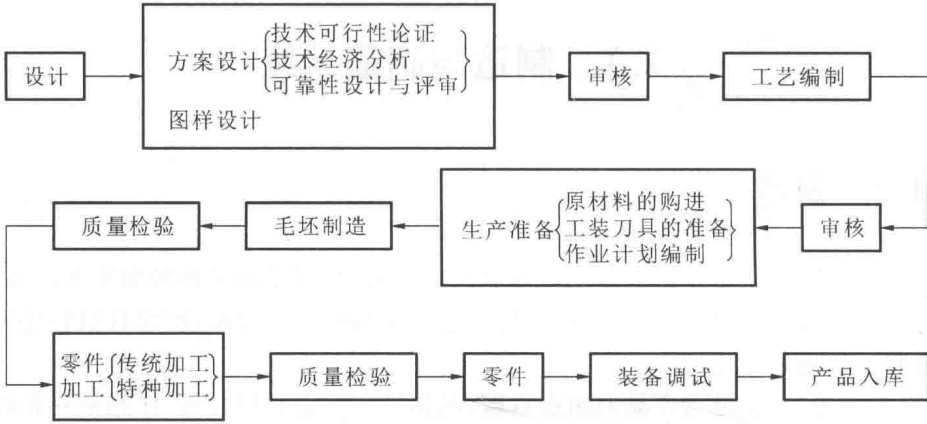 设计
方案设计
技术可行性论证
技术经济分析
可靠性设计与评审
图样设计
审核
工艺编制
审核
生产准备
原材料的购进
工装刀具的准备
作业计划编制
毛坯制造
质量检验
零件
加工
传统加工
特种加工
质量检验
零件
装备调试
产品入库